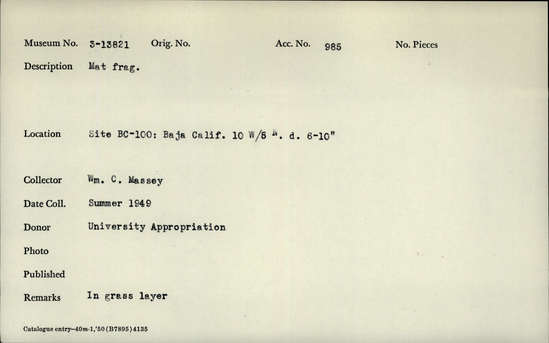 Museum No. 3-13821 Orig. No. Acc. No. 985 No. Pieces
Description Mat frag.
Location Site BC-100: Baja Calif. 10 W/5 . d. 6-10"
Collector Wm. C. Massey
Date Coll. Summer 1949
Donor University Appropriation
Photo
Published
Remarks In grass layer
Catalogue entry—40m-1,'50 (B7895) 4135